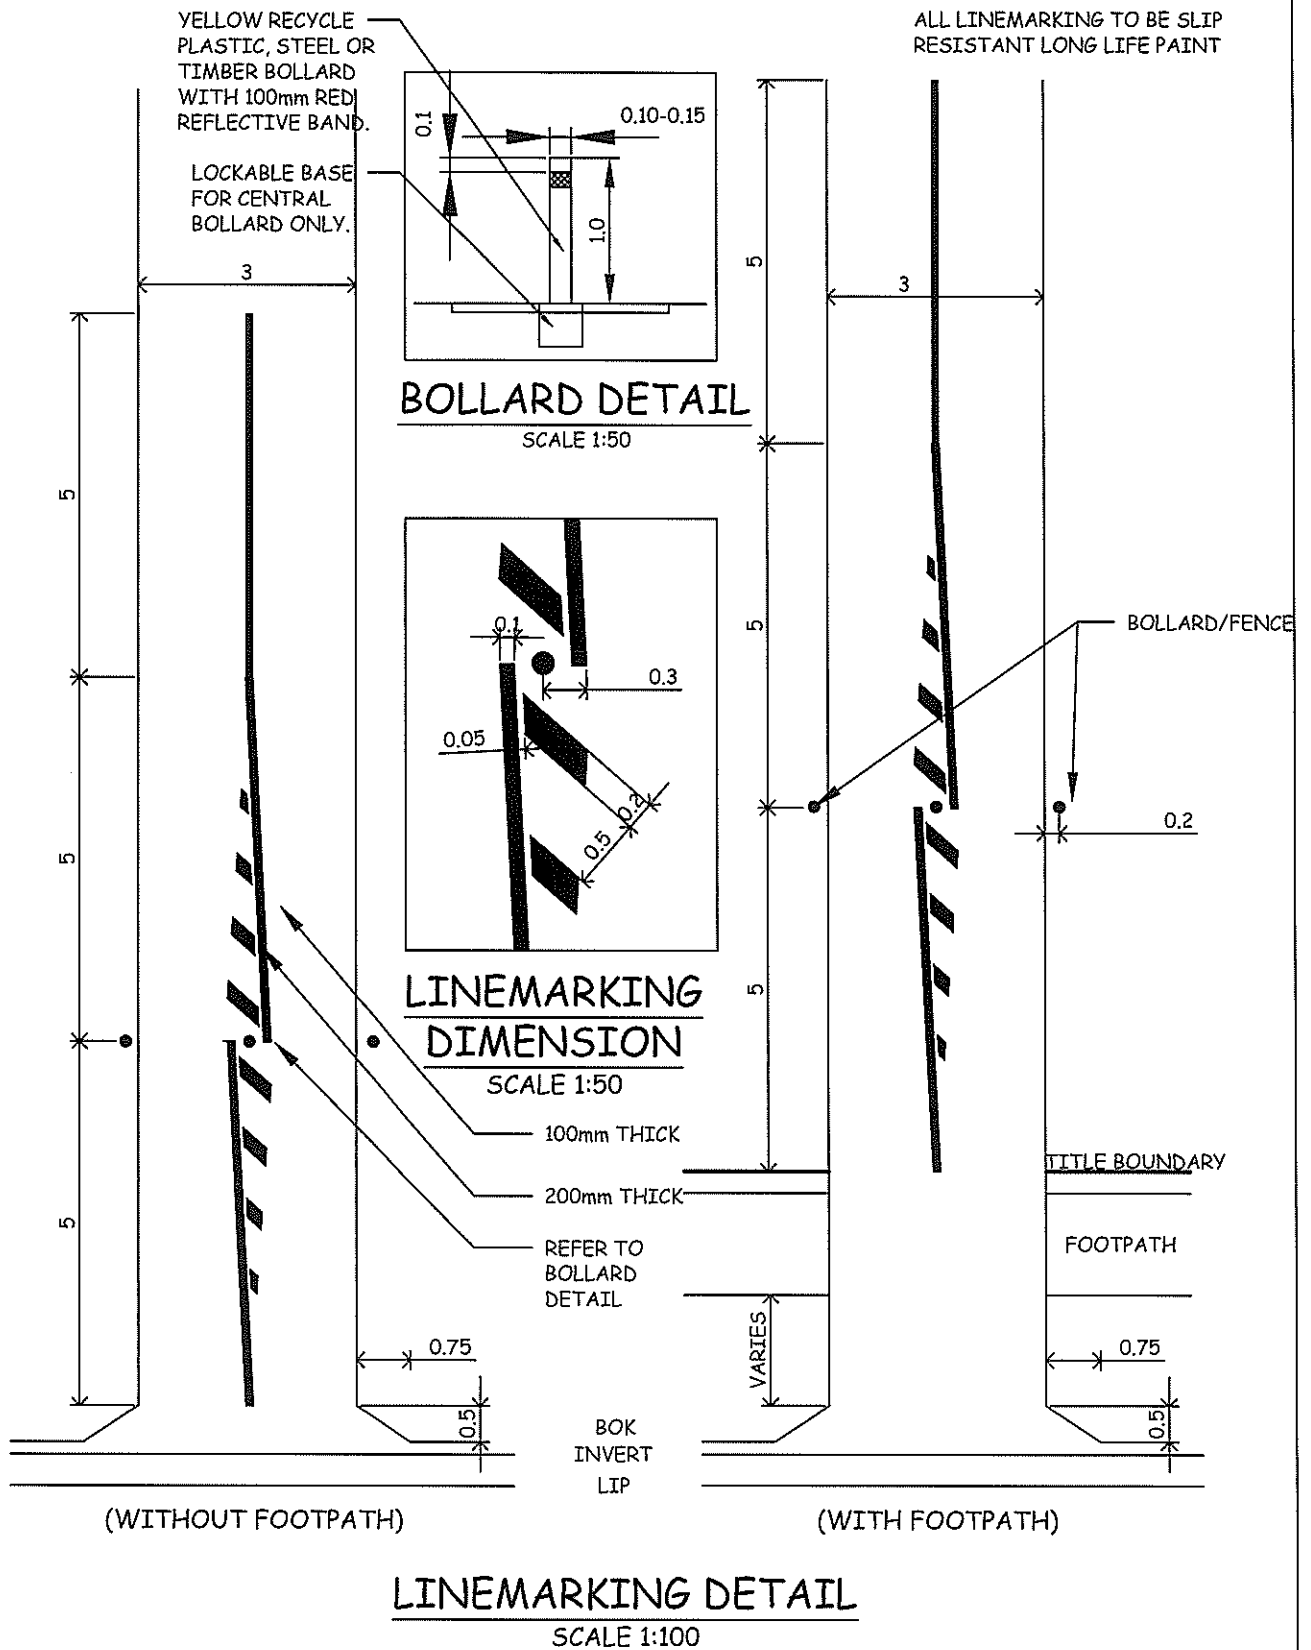 YELLOW RECYCLE
PLASTIC, STEEL OR
TIMBER BOLLARD
WITH 100mm RED
REFLECTIVE BAND.
LOCKABLE BASE
FOR CENTRAL
BOLLARD ONLY.
ALL LINEMARKING TO BE SLIP
RESISTANT LONG LIFE PAINT
0.1
0.10-0.15
1.0
BOLLARD DETAIL
SCALE 1:50
3
5
5
5
0.1
0.3
0.05
0.2
0.5
LINEMARKING
DIMENSION
SCALE 1:50
100mm THICK
200mm THICK
REFER TO
BOLLARD
DETAIL
0.75
0.5
3
5
5
5
BOLLARD/FENCE
0.2
TITLE BOUNDARY
FOOTPATH
VARIES
0.75
0.5
BOK
INVERT
LIP
(WITHOUT FOOTPATH)
(WITH FOOTPATH)
LINEMARKING DETAIL
SCALE 1:100